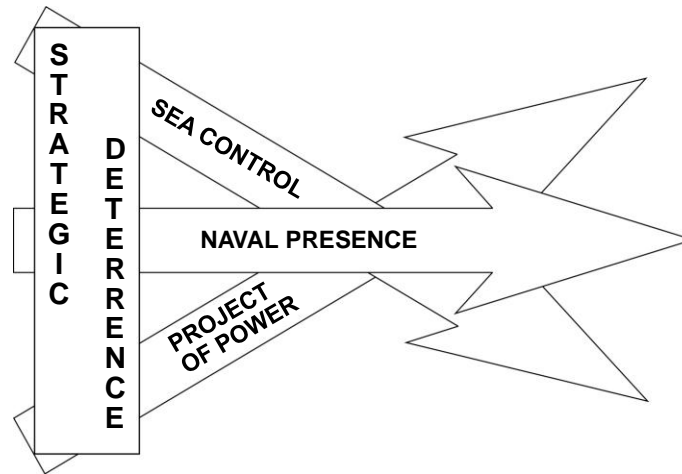 STRATEGIC
DETERRENCE
SEA CONTROL
NAVAL PRESENCE
PROJECT
OF POWER